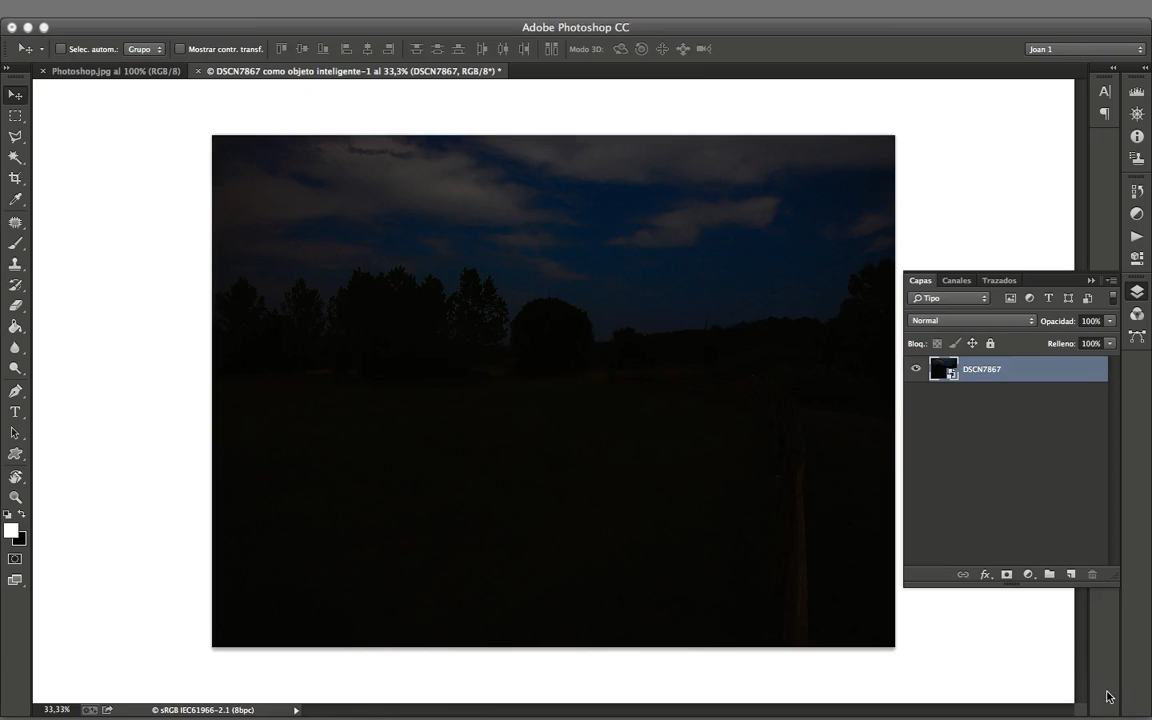 Adobe Photoshop CC
Selec. autom.: Grupo Mostrar contr. transf. Modo 3D: Joan 1
Photoshop.jpg al 100% (RGB/8) © DSCN7867 como objeto inteligente-1 al 33,3% (DSCN7867, RGB/8*) *
Capas Canales Trazados
Tipo
Normal Opacidad: 100%
Bloq.: Relleno: 100%
DSCN7867
fx
33,33% © sRGB IEC61966-2.1 (8bpc)